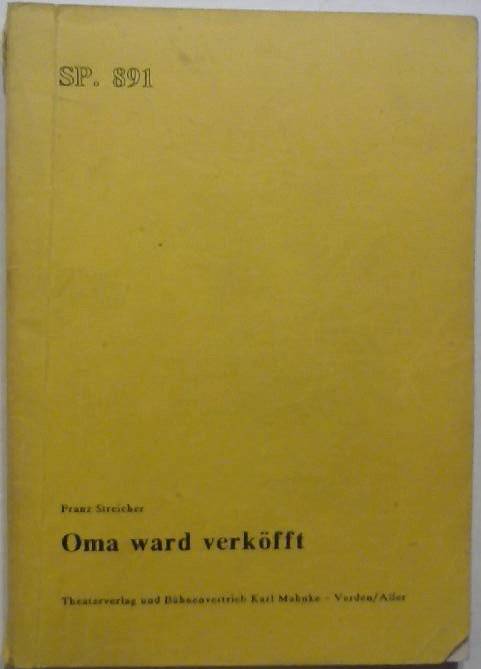 SP. 891
Franz Streicher
Oma ward verköfft
Theaterverlag und Bühnenvertrieb Karl Mahnke - Verden/Aller